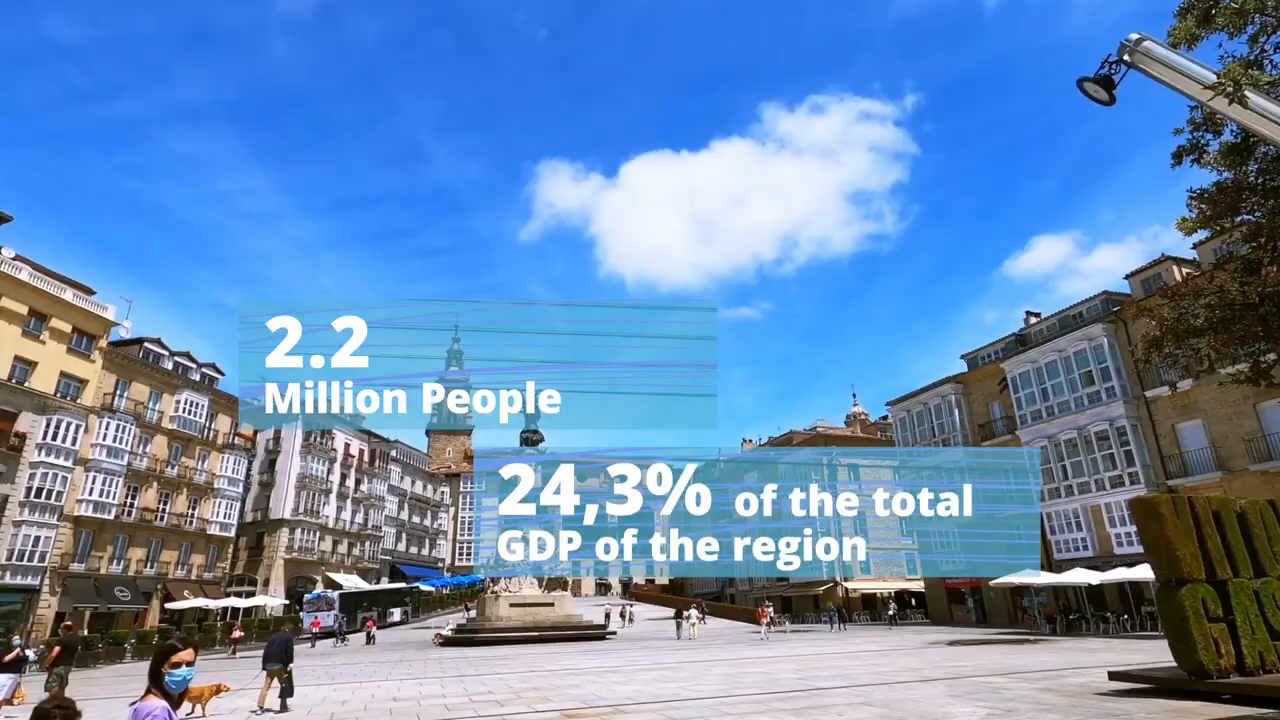 2.2
Million People
24,3% of the total
GDP of the region